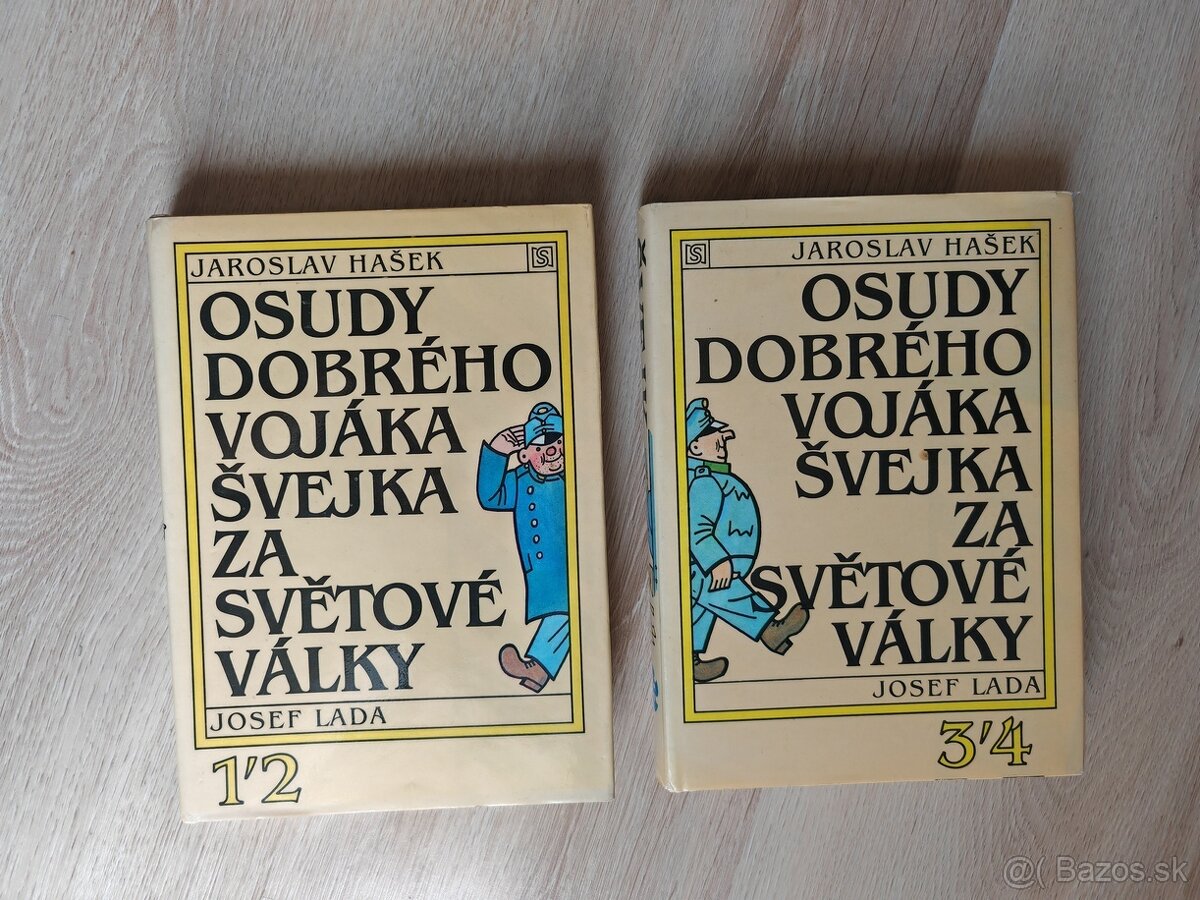 JAROSLAV HAŠEK
OSUDY
DOBRÉHO
VOJÁKA
ŠVEJKA
ZA
SVĚTOVÉ
VÁLKY
JOSEF LADA
1'2
JAROSLAV HAŠEK
OSUDY
DOBRÉHO
VOJÁKA
ŠVEJKA
ZA
SVĚTOVÉ
VÁLKY
JOSEF LADA
3'4
@( Bazos.sk